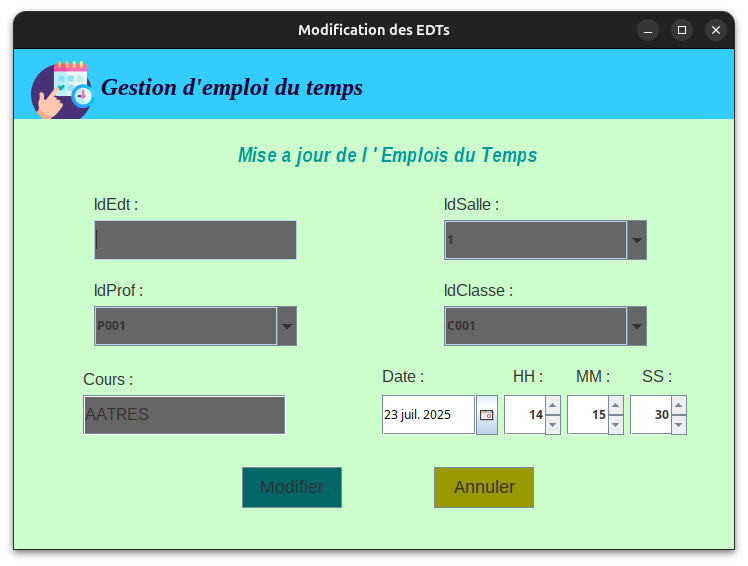 Modification des EDTs
Gestion d'emploi du temps
Mise a jour de l ' Emplois du Temps
IdEdt :
IdSalle :
1
IdProf :
IdClasse :
P001
C001
Cours :
Date :
HH :
MM :
SS :
AATRES
23 juil. 2025
14
15
30
Modifier
Annuler